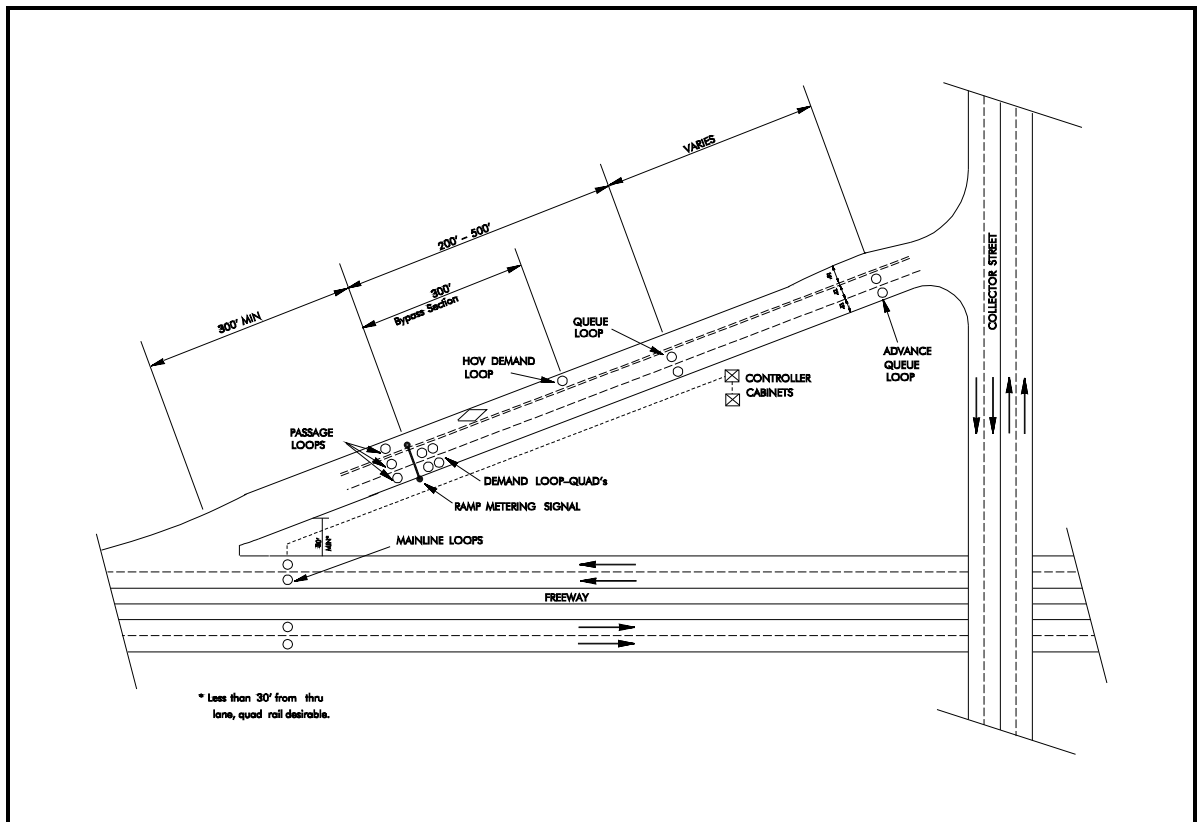 VARIES
200' – 500'
300'
Bypass Section
300' MIN
COLLECTOR STREET
QUEUE
LOOP
HOV DEMAND
LOOP
ADVANCE
QUEUE
LOOP
CONTROLLER
CABINETS
PASSAGE
LOOPS
DEMAND LOOP–QUAD's
RAMP METERING SIGNAL
30'
MIN*
MAINLINE LOOPS
FREEWAY
* Less than 30' from thru
lane, quad rail desirable.